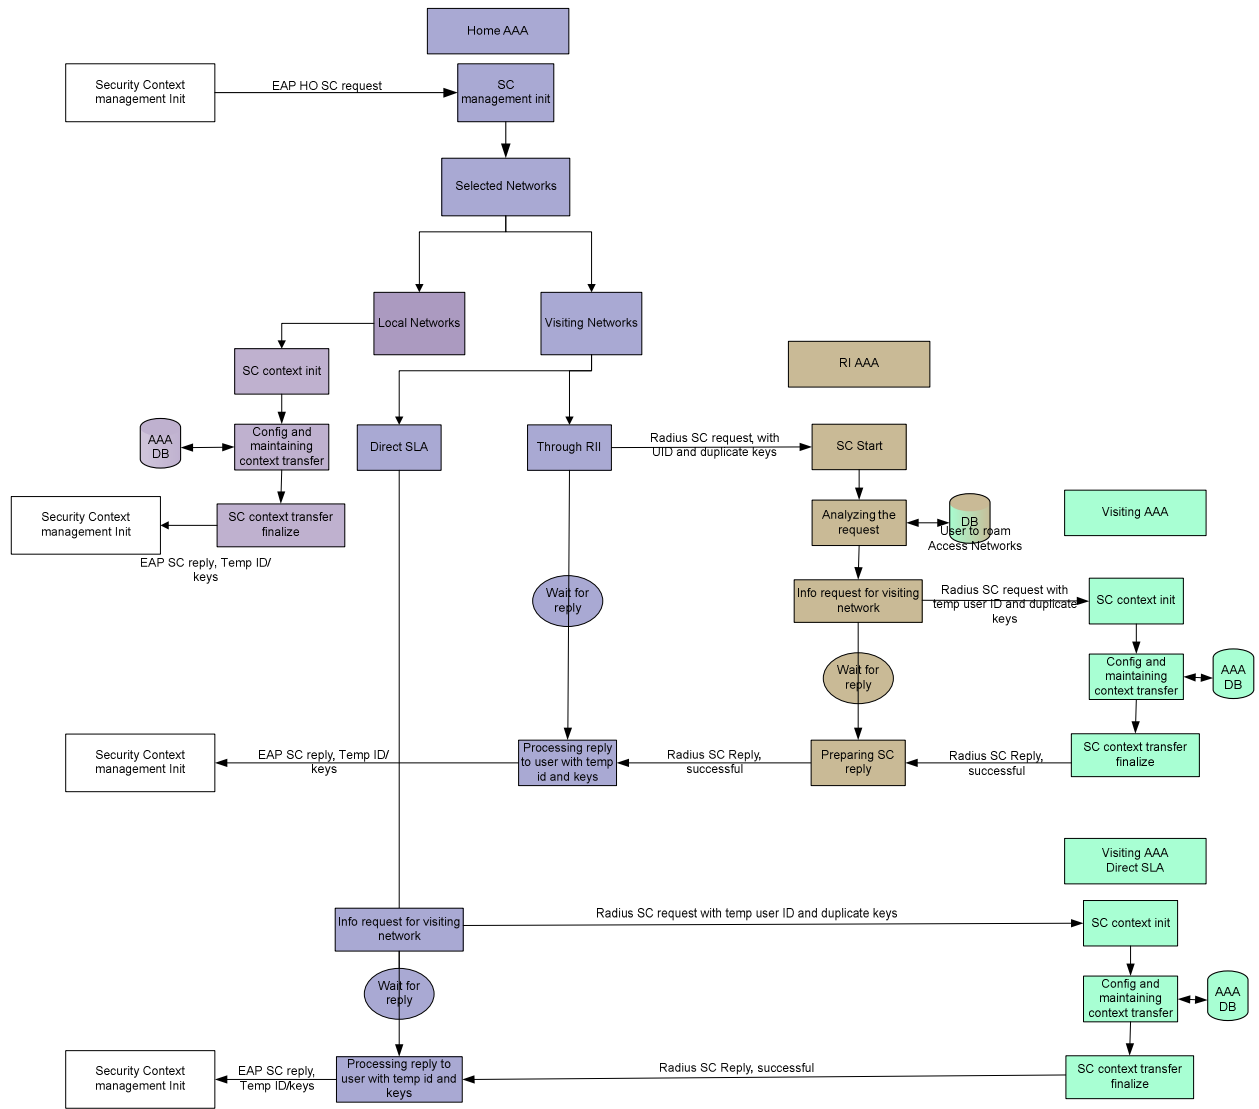 Home AAA
Security Context
management Init
EAP HO SC request
SC
management init
Selected Networks
Local Networks
Visiting Networks
RI AAA
SC context init
AAA
DB
Config and
maintaining
context transfer
Direct SLA
Through RII
Radius SC request, with
UID and duplicate keys
SC Start
Security Context
management Init
SC context transfer
finalize
EAP SC reply, Temp ID/
keys
Analyzing the
request
DB
User to roam
Access Networks
Visiting AAA
Wait for
reply
Info request for visiting
network
Radius SC request with
temp user ID and duplicate
keys
SC context init
Wait for
reply
Config and
maintaining
context transfer
AAA
DB
Security Context
management Init
EAP SC reply, Temp ID/
keys
Processing reply
to user with temp
id and keys
Radius SC Reply,
successful
Preparing SC
reply
Radius SC Reply,
successful
SC context transfer
finalize
Visiting AAA
Direct SLA
Info request for visiting
network
Radius SC request with temp user ID and duplicate keys
SC context init
Wait for
reply
Config and
maintaining
context transfer
AAA
DB
Security Context
management Init
EAP SC reply,
Temp ID/keys
Processing reply to
user with temp id and
keys
Radius SC Reply, successful
SC context transfer
finalize